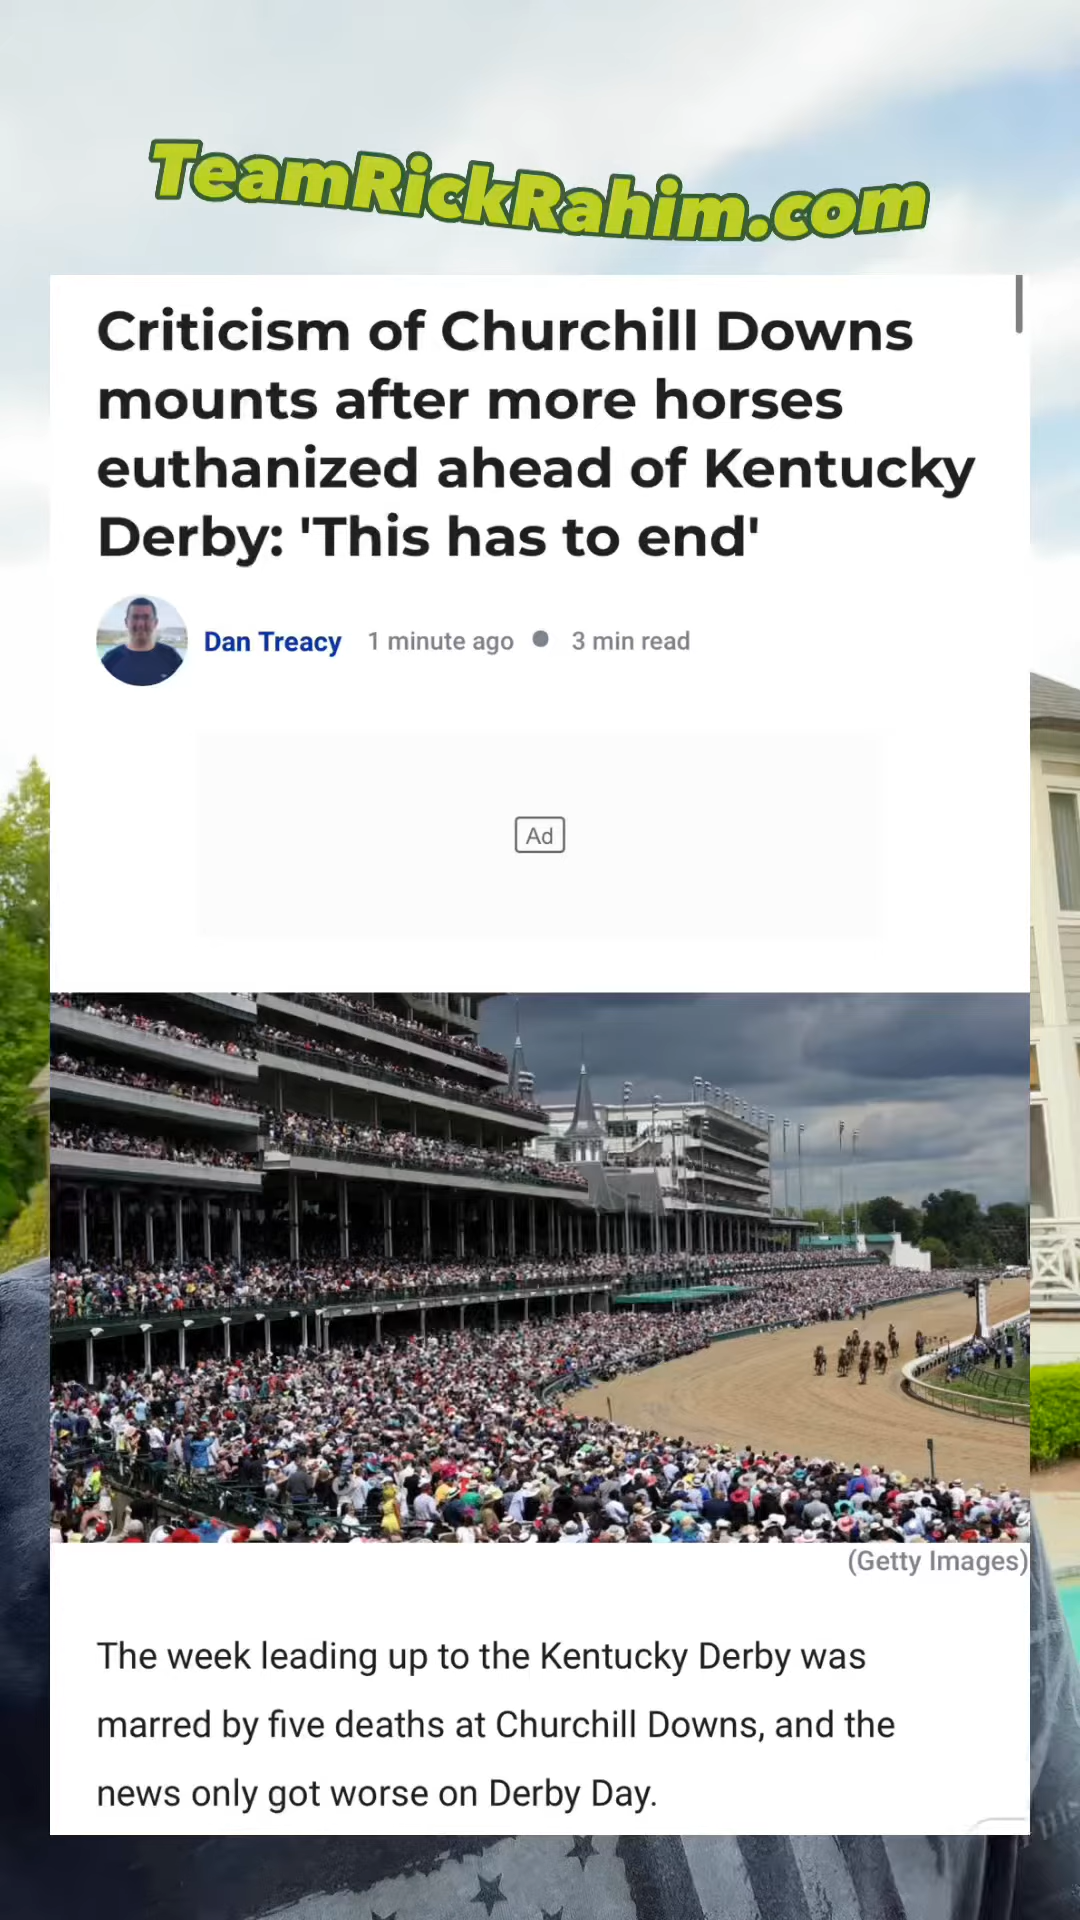 TeamRickRahim.com
Criticism of Churchill Downs
mounts after more horses
euthanized ahead of Kentucky
Derby: 'This has to end'
Dan Treacy 1 minute ago ● 3 min read
Ad
(Getty Images)
The week leading up to the Kentucky Derby was
marred by five deaths at Churchill Downs, and the
news only got worse on Derby Day.